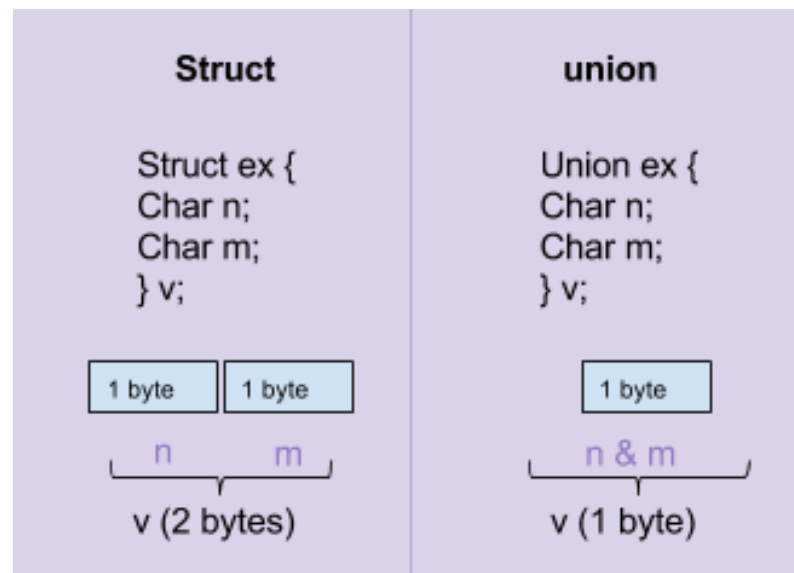 Struct
Struct ex {
Char n;
Char m;
} v;
1 byte
1 byte
n
m
v (2 bytes)
union
Union ex {
Char n;
Char m;
} v;
1 byte
n & m
v (1 byte)